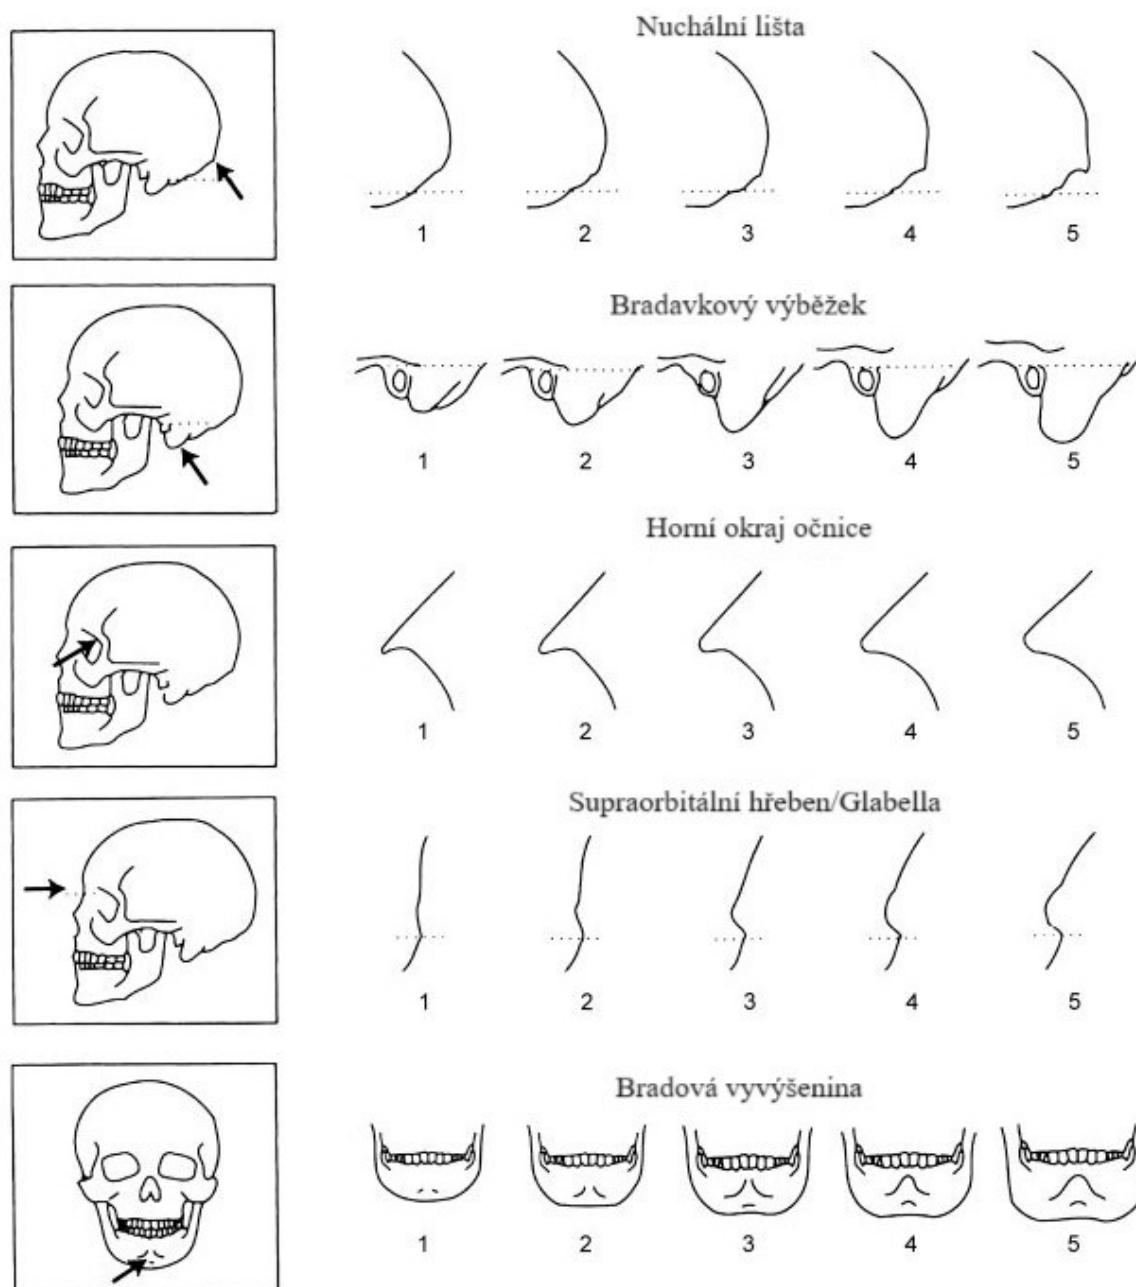 Nuchální lišta
1 2 3 4 5
Bradavkový výběžek
1 2 3 4 5
Horní okraj očnice
1 2 3 4 5
Supraorbitální hřeben/Glabella
1 2 3 4 5
Bradová vyvýšenina
1 2 3 4 5